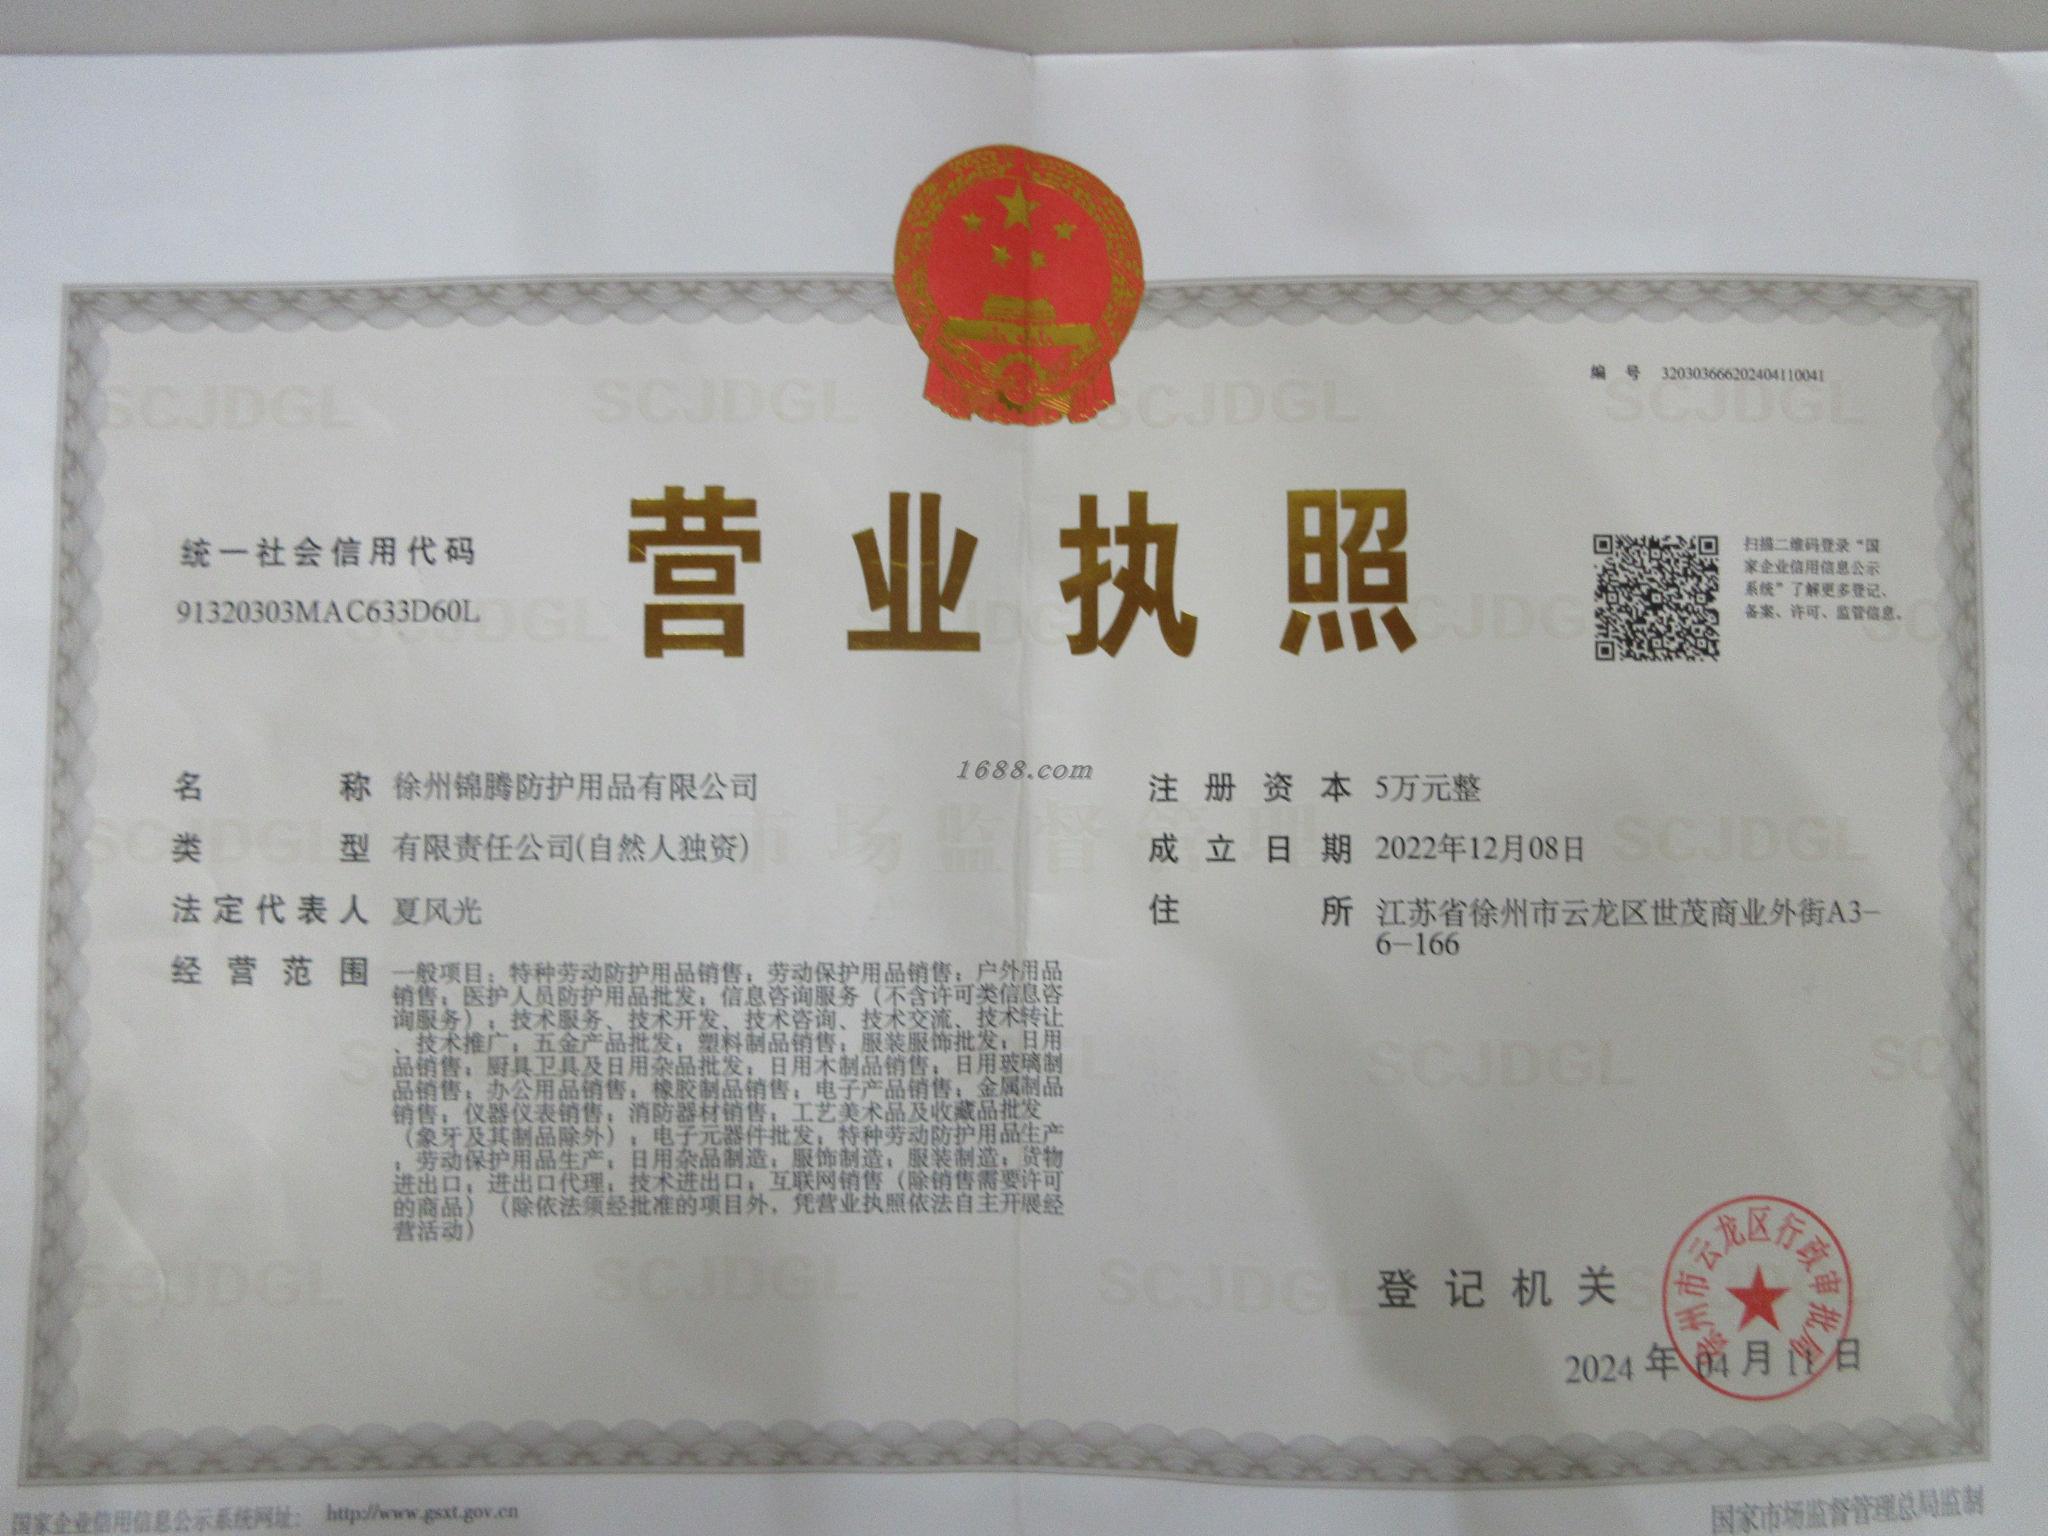 编 号 320303666202404110041
营业执照
统一社会信用代码
91320303MAC633D60L
扫描二维码登录“国
家企业信用信息公示
系统”了解更多登记、
备案、许可、监管信息。
1688.com
名 称 徐州锦腾防护用品有限公司
类 型 有限责任公司(自然人独资)
法定代表人 夏风光
经营范围 一般项目：特种劳动防护用品销售；劳动保护用品销售；户外用品
销售；医护人员防护用品批发；信息咨询服务（不含许可类信息咨
询服务）；技术服务、技术开发、技术咨询、技术交流、技术转让
、技术推广；五金产品批发；塑料制品销售；服装服饰批发；日用
品销售；厨具卫具及日用杂品批发；日用木制品销售；日用玻璃制
品销售；办公用品销售；橡胶制品销售；电子产品销售；金属制品
销售；仪器仪表销售；消防器材销售；工艺美术品及收藏品批发
（象牙及其制品除外）；电子元器件批发；特种劳动防护用品生产
；劳动保护用品生产；日用杂品制造；服饰制造；服装制造；货物
进出口；进出口代理；技术进出口；互联网销售（除销售需要许可
的商品）（除依法须经批准的项目外，凭营业执照依法自主开展经
营活动）
注册资本 5万元整
成立日期 2022年12月08日
住 所 江苏省徐州市云龙区世茂商业外街A3-
6-166
登记机关
徐州市云龙区行政审批局
2024 年 04 月 11 日
国家企业信用信息公示系统网址： http://www.gsxt.gov.cn
国家市场监督管理总局监制
SCJDGL
市场监督管理